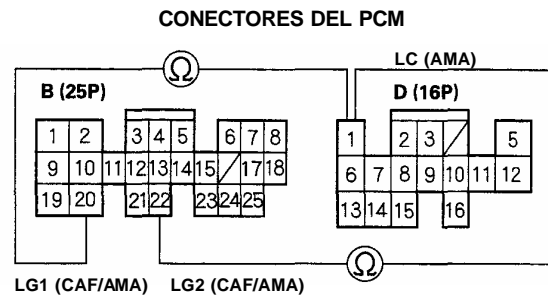 CONECTORES DEL PCM
Ω
LC (AMA)
B (25P)
D (16P)
1 2 3 4 5 6 7 8
9 10 11 12 13 14 15 17 18
19 20 21 22 23 24 25
1 2 3 5
6 7 8 9 10 11 12
13 14 15 16
Ω
LG1 (CAF/AMA) LG2 (CAF/AMA)